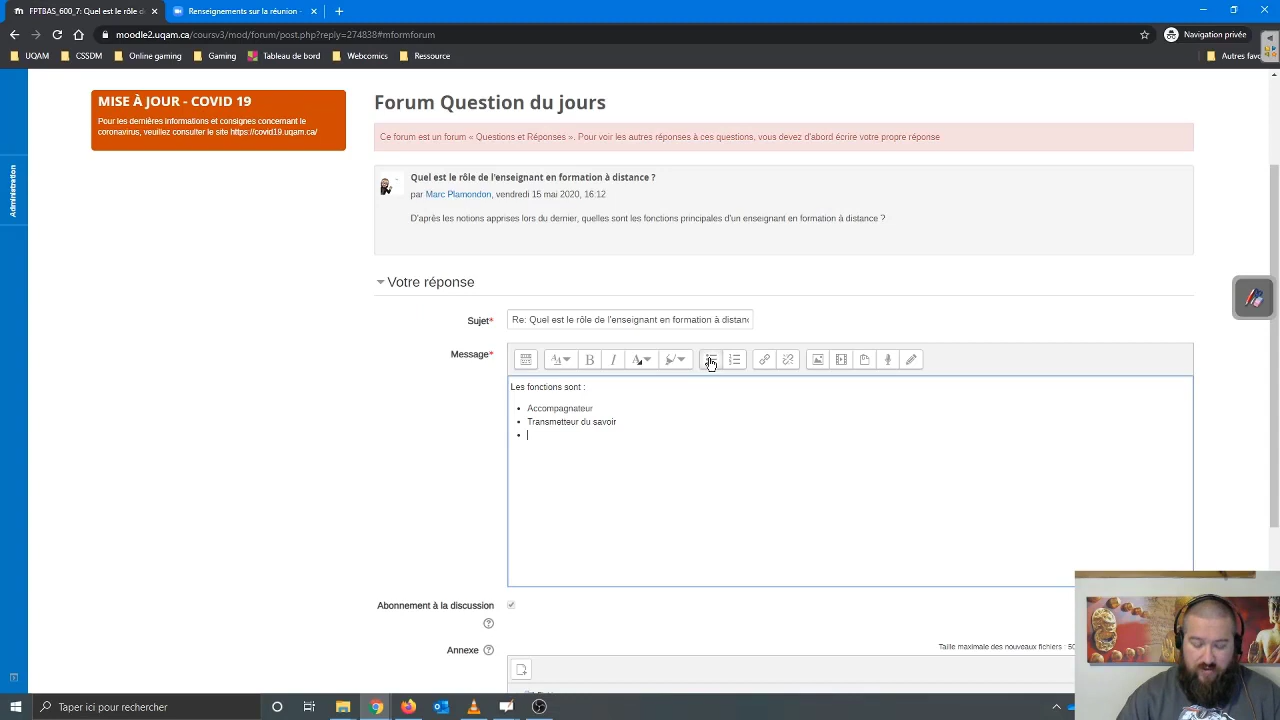 FPTBAS_600_7: Quel est le rôle de
Renseignements sur la réunion -
moodle2.uqam.ca/coursv3/mod/forum/post.php?reply=274838#mformforum
Navigation privée
UQAM
CSSDM
Online gaming
Gaming
Tableau de bord
Webcomics
Ressource
Autres favo
Administration
MISE À JOUR - COVID 19
Pour les dernières informations et consignes concernant le
coronavirus, veuillez consulter le site https://covid19.uqam.ca/
Forum Question du jours
Ce forum est un forum « Questions et Réponses ». Pour voir les autres réponses à ces questions, vous devez d'abord écrire votre propre réponse
Quel est le rôle de l'enseignant en formation à distance ?
par Marc Plamondon, vendredi 15 mai 2020, 16:12
D'après les notions apprises lors du dernier, quelles sont les fonctions principales d'un enseignant en formation à distance ?
Votre réponse
Sujet*
Re: Quel est le rôle de l'enseignant en formation à distanc
Message*
Les fonctions sont :
• Accompagnateur
• Transmetteur du savoir
•
Abonnement à la discussion
Annexe
Taille maximale des nouveaux fichiers : 50
Taper ici pour rechercher